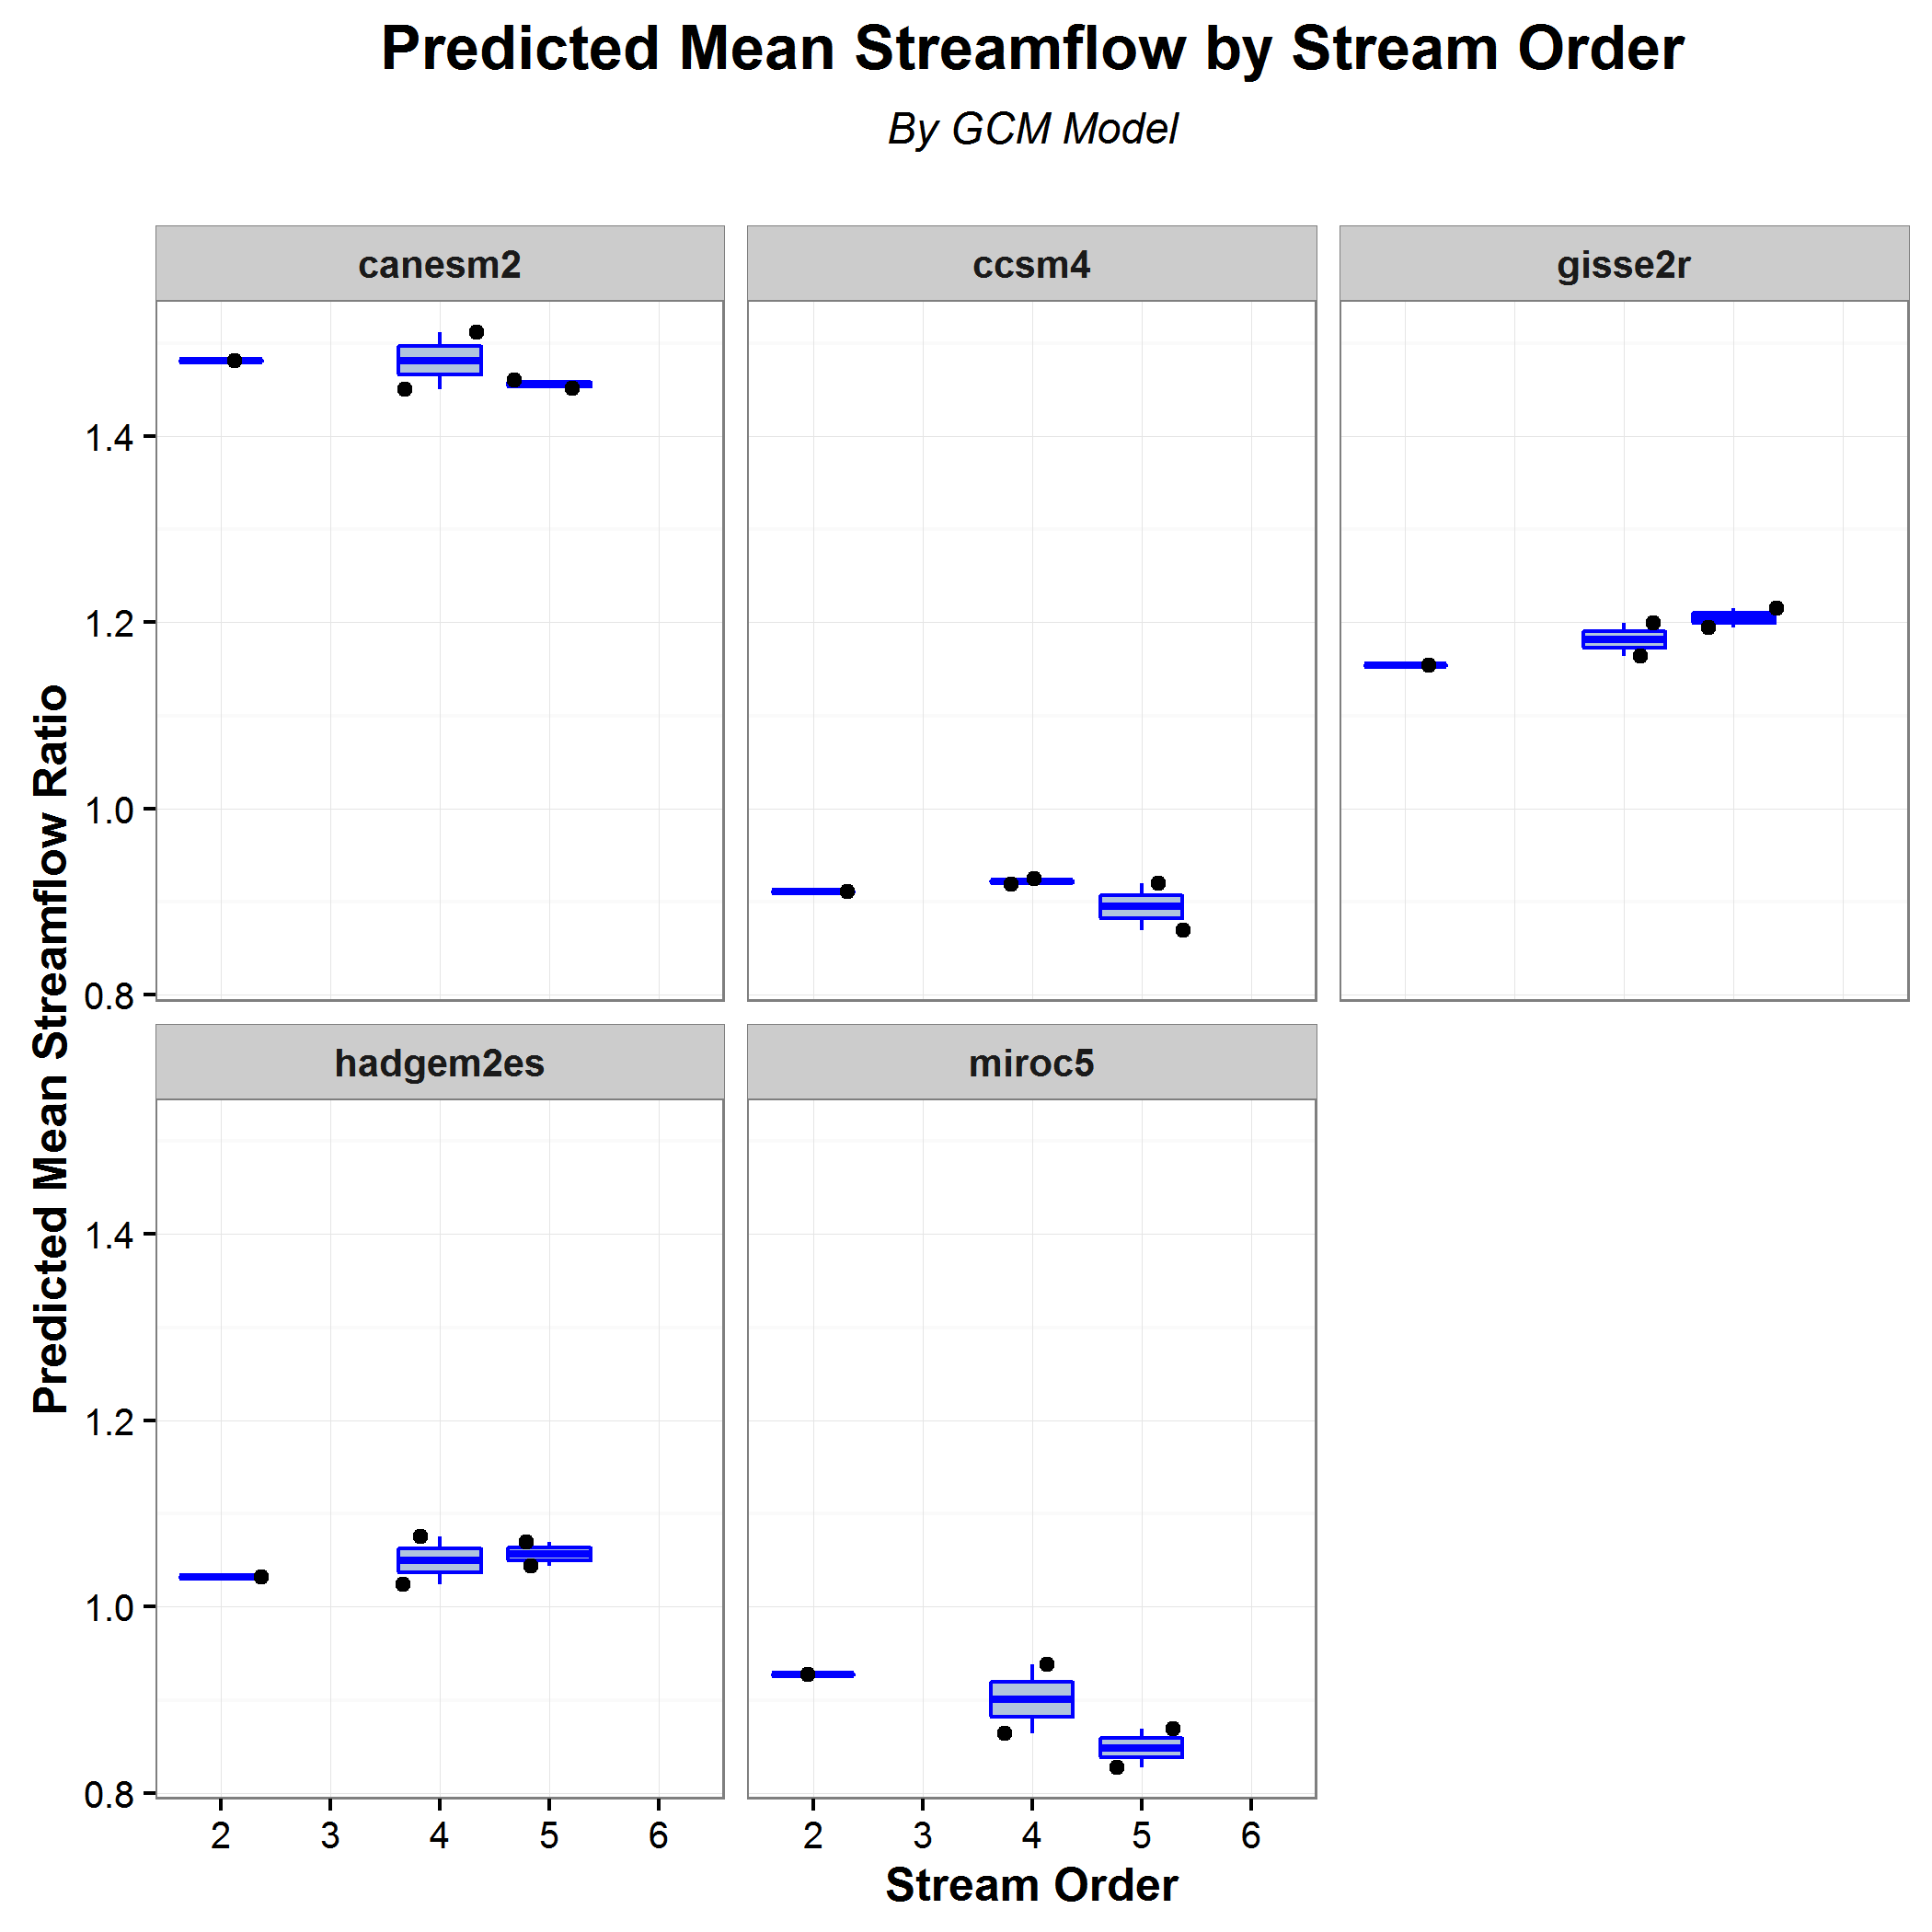 Predicted Mean Streamflow by Stream Order
By GCM Model
canesm2
ccsm4
gisse2r
1.4
1.2
1.0
0.8
Predicted Mean Streamflow Ratio
hadgem2es
miroc5
1.4
1.2
1.0
0.8
2 3 4 5 6
2 3 4 5 6
Stream Order